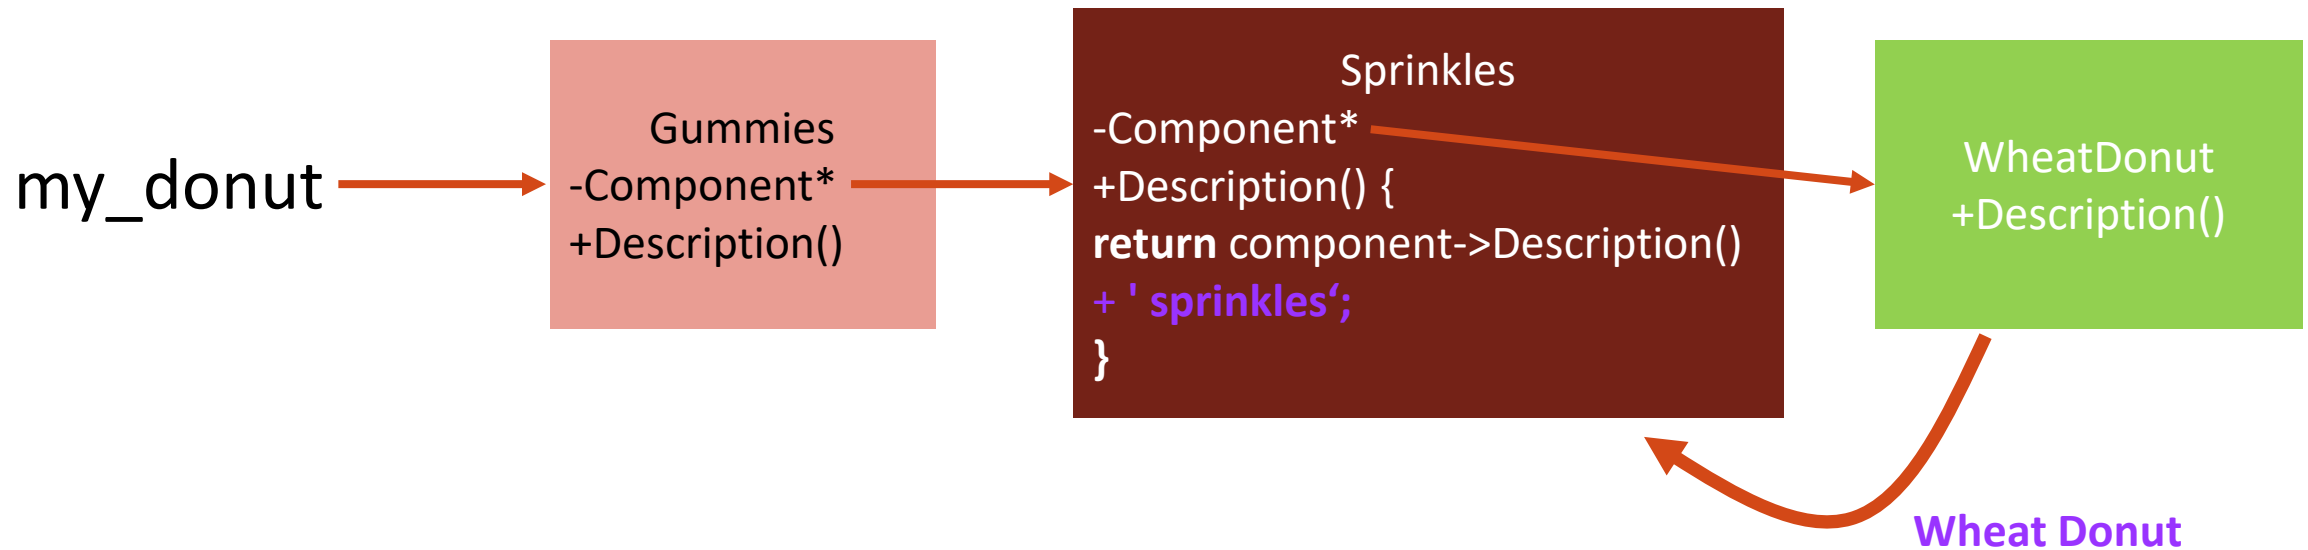 my_donut
Gummies
-Component*
+Description()
Sprinkles
-Component*
+Description() {
return component->Description()
+ ' sprinkles‘;
}
WheatDonut
+Description()
Wheat Donut